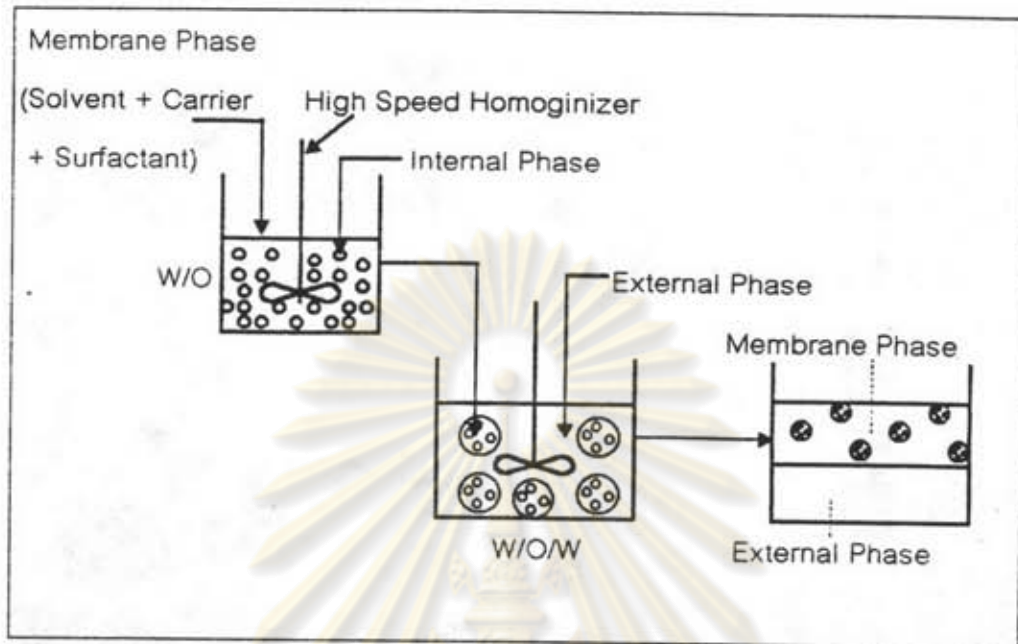 Membrane Phase
(Solvent + Carrier
+ Surfactant)
High Speed Homoginizer
Internal Phase
W/O
External Phase
W/O/W
Membrane Phase
External Phase